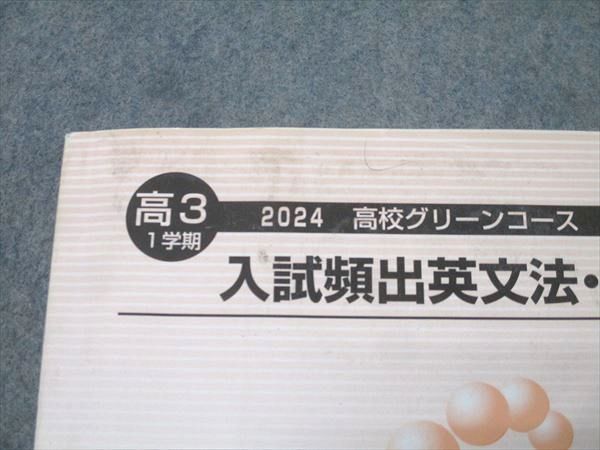 高3
1学期
2024 高校グリーンコース
入試頻出英文法・